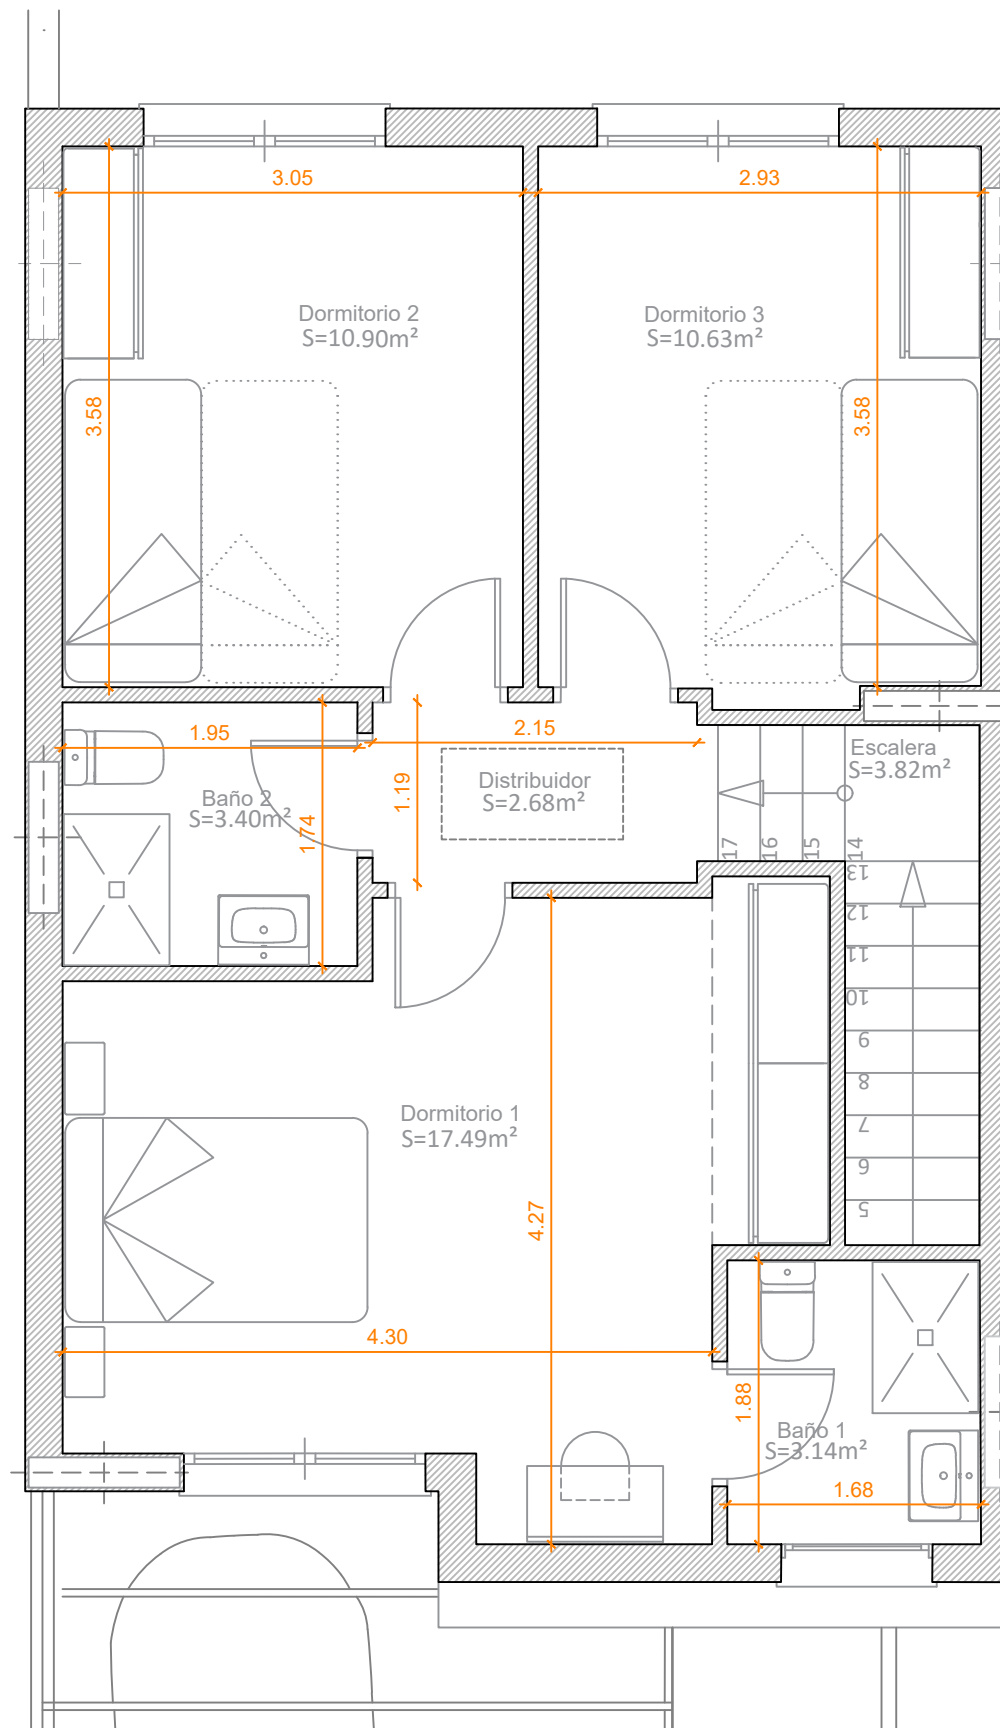 3.05
2.93
Dormitorio 2
S=10.90m²
Dormitorio 3
S=10.63m²
3.58
3.58
1.95
2.15
Escalera
S=3.82m²
Distribuidor
S=2.68m²
1.19
Baño 2
S=3.40m²
1.74
17
16
15
14
13
12
11
10
9
8
7
6
5
Dormitorio 1
S=17.49m²
4.27
4.30
1.88
Baño 1
S=3.14m²
1.68